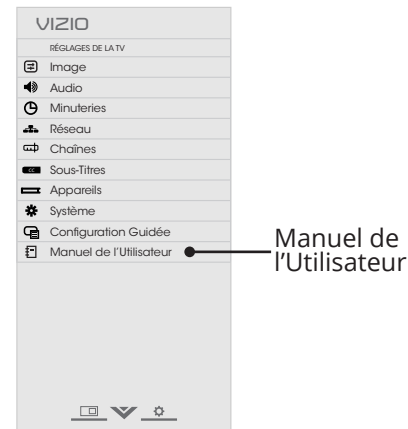 VIZIO
RÉGLAGES DE LA TV
Image
Audio
Minuteries
Réseau
Chaînes
CC Sous-Titres
Appareils
Système
Configuration Guidée
Manuel de l'Utilisateur
Manuel de
l'Utilisateur